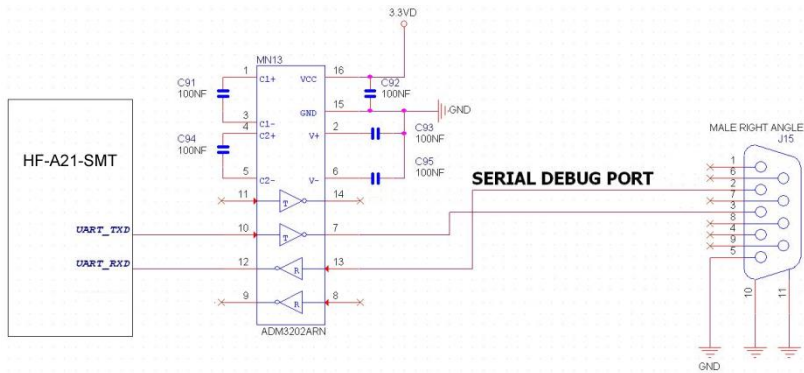 3.3VD
MN13
1 C1+ VCC 16
C91
100NF
C92
100NF
3 C1- GND 15
GND
4 C2+ V+ 2
C94
100NF
C93
100NF
5 C2- V- 6
C95
100NF
11 T 14
10 T 7
12 R 13
9 R 8
ADM3202ARN
HF-A21-SMT
UART_TXD
UART_RXD
SERIAL DEBUG PORT
MALE RIGHT ANGLE
J15
1
6
2
7
3
8
4
9
5
10
11
GND